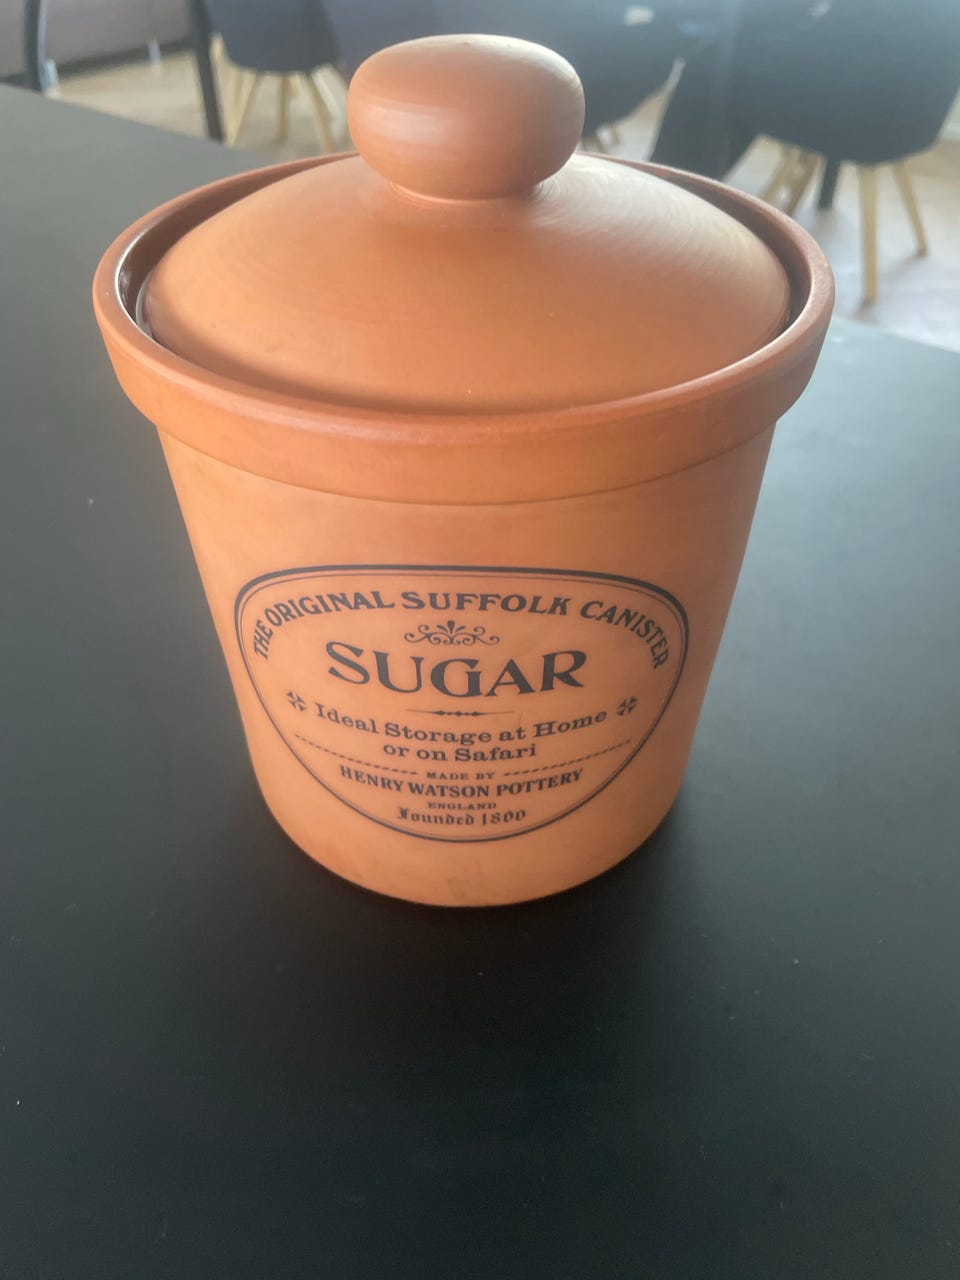 THE ORIGINAL SUFFOLK CANISTER
SUGAR
Ideal Storage at Home
or on Safari
MADE BY
HENRY WATSON POTTERY
ENGLAND
Founded 1800